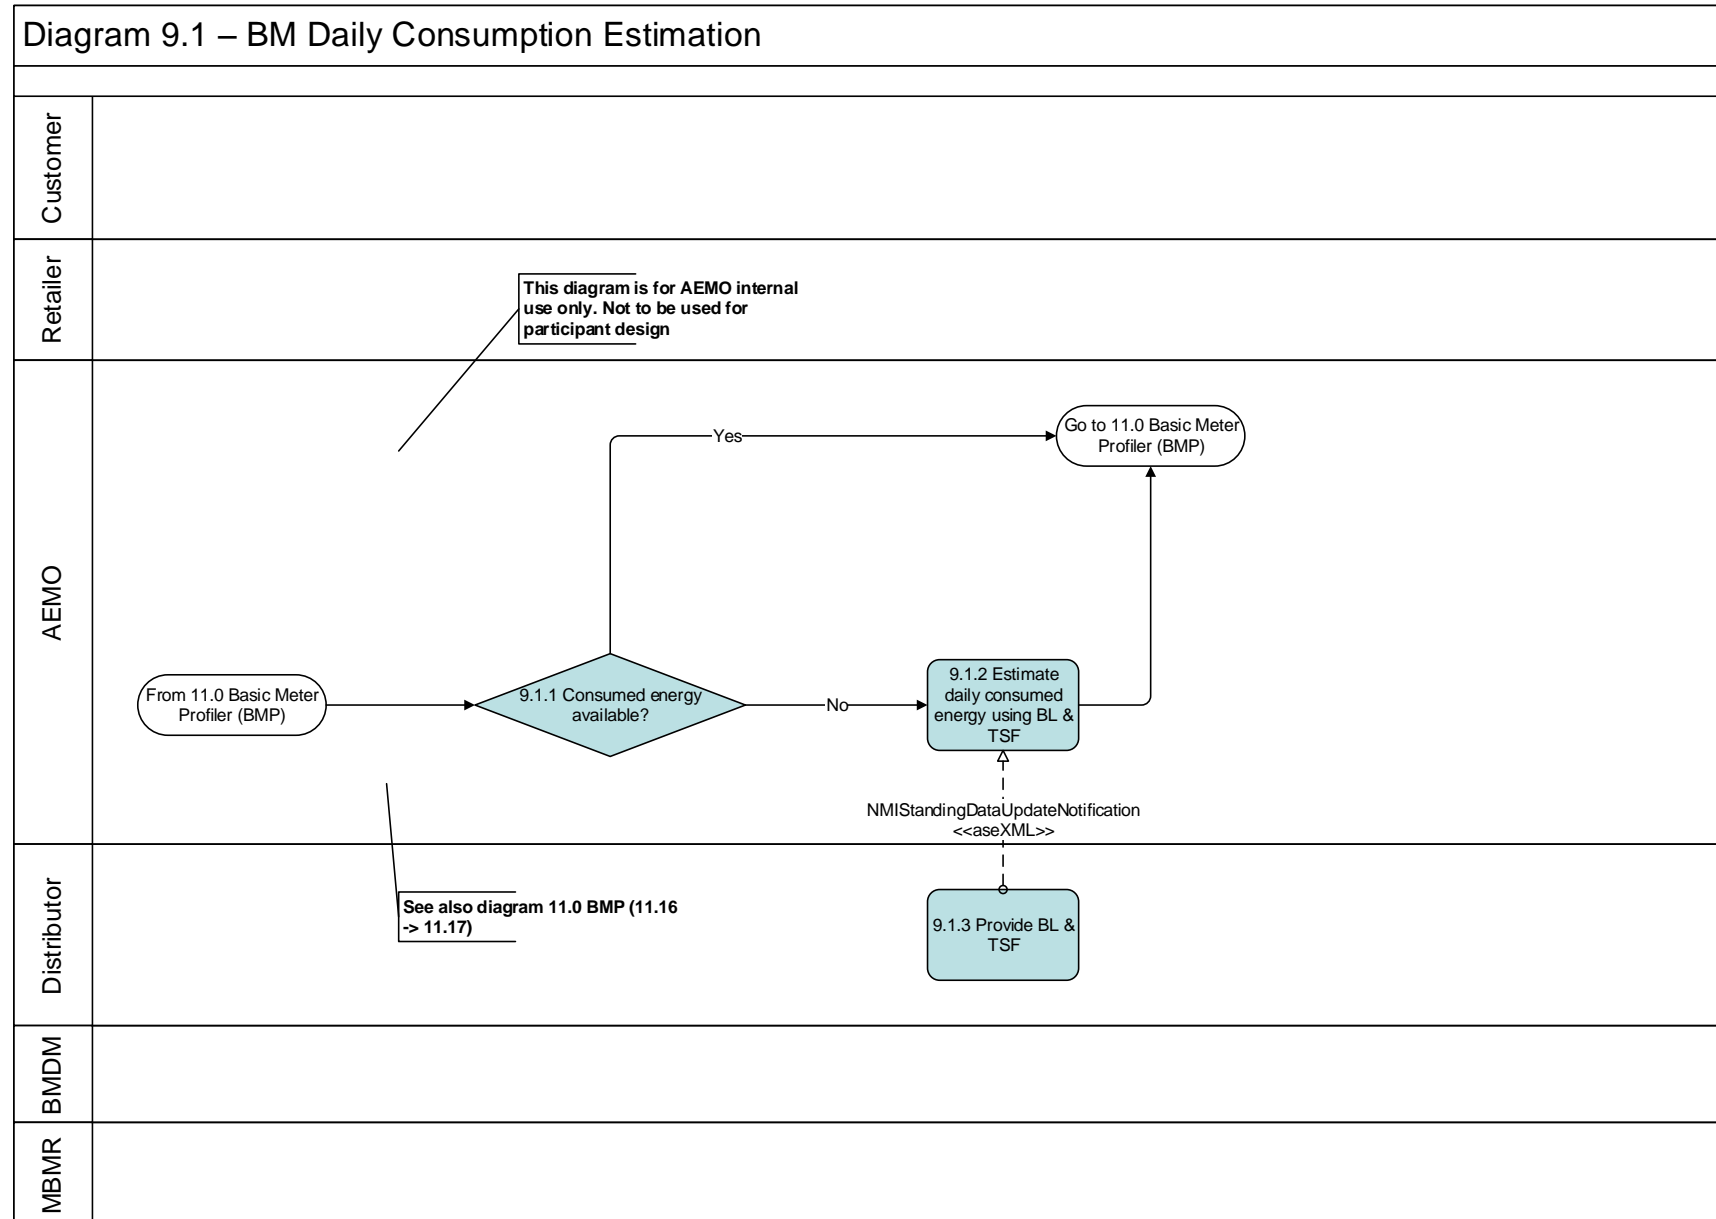 Diagram 9.1 – BM Daily Consumption Estimation
Customer
Retailer
This diagram is for AEMO internal
use only. Not to be used for
participant design
AEMO
Yes
Go to 11.0 Basic Meter
Profiler (BMP)
From 11.0 Basic Meter
Profiler (BMP)
9.1.1 Consumed energy
available?
No
9.1.2 Estimate
daily consumed
energy using BL &
TSF
NMIStandingDataUpdateNotification
<<aseXML>>
Distributor
See also diagram 11.0 BMP (11.16
-> 11.17)
9.1.3 Provide BL &
TSF
BMDM
MBMR